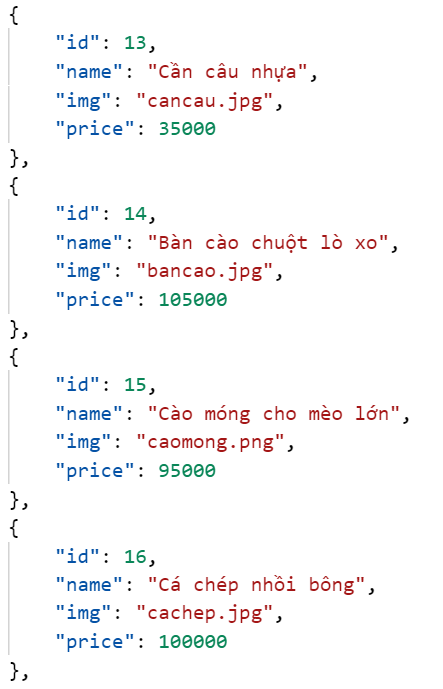 {
    "id": 13,
    "name": "Cần câu nhựa",
    "img": "cancau.jpg",
    "price": 35000
},
{
    "id": 14,
    "name": "Bàn cào chuột lò xo",
    "img": "bancao.jpg",
    "price": 105000
},
{
    "id": 15,
    "name": "Cào móng cho mèo lớn",
    "img": "caomong.png",
    "price": 95000
},
{
    "id": 16,
    "name": "Cá chép nhồi bông",
    "img": "cachep.jpg",
    "price": 100000
},